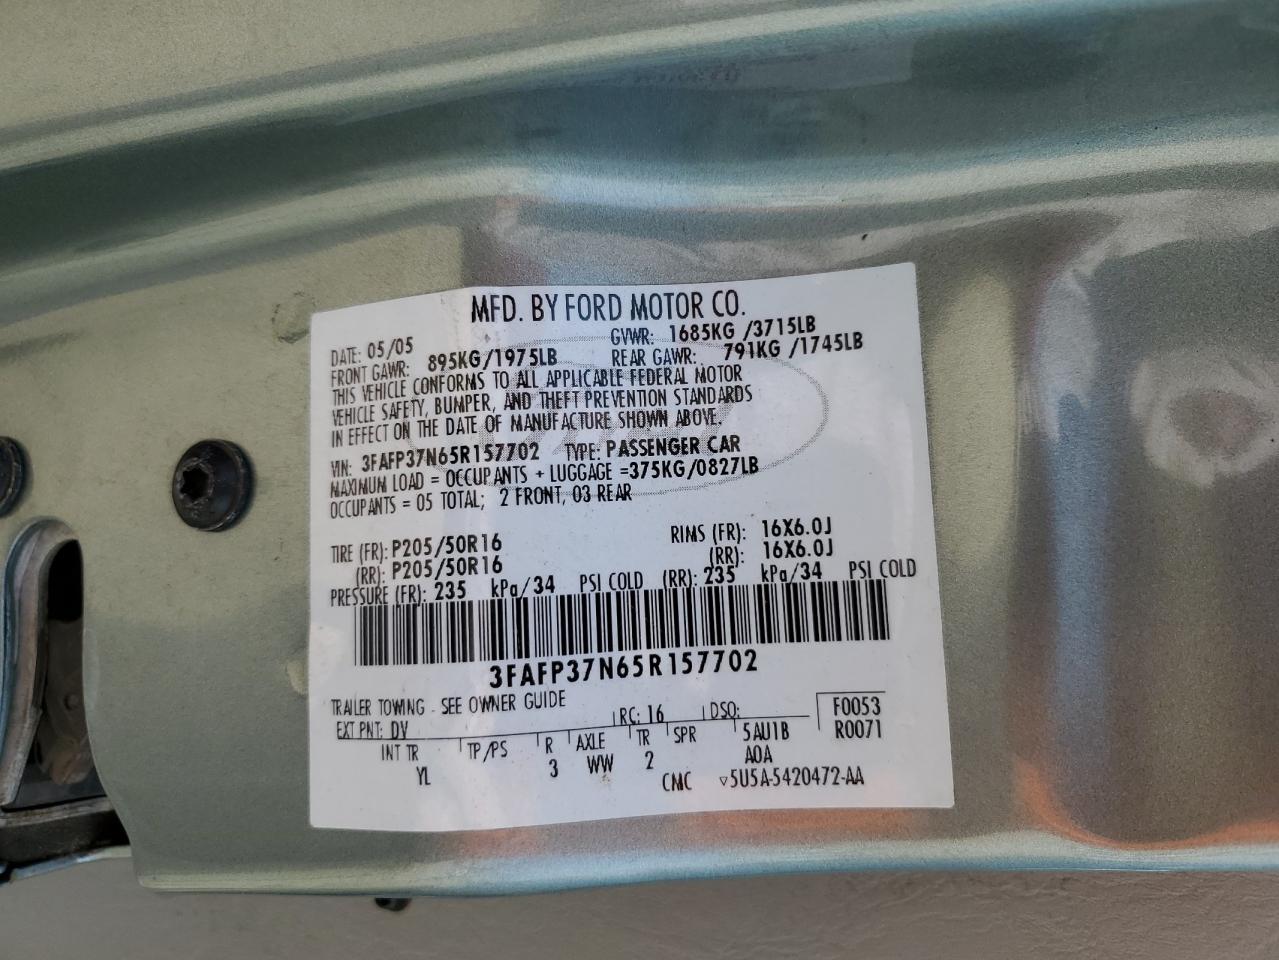 MFD. BY FORD MOTOR CO.
DATE: 05/05 GVWR: 1685KG /3715LB
FRONT GAWR: 895KG/1975LB REAR GAWR: 791KG /1745LB
THIS VEHICLE CONFORMS TO ALL APPLICABLE FEDERAL MOTOR
VEHICLE SAFETY, BUMPER, AND THEFT PREVENTION STANDARDS
IN EFFECT ON THE DATE OF MANUFACTURE SHOWN ABOVE.
VIN: 3FAFP37N65R157702 TYPE: PASSENGER CAR
MAXIMUM LOAD = OCCUPANTS + LUGGAGE =375KG/0827LB
OCCUPANTS = 05 TOTAL; 2 FRONT, 03 REAR
TIRE (FR): P205/50R16 RIMS (FR): 16X6.0J
(RR): P205/50R16 (RR): 16X6.0J
PRESSURE (FR): 235 kPa/34 PSI COLD (RR): 235 kPa/34 PSI COLD
3FAFP37N65R157702
TRAILER TOWING - SEE OWNER GUIDE
EXT PNT: DV RC: 16 DSO: F0053
R0071
INT TR TP/PS R AXLE TR SPR 5AU1B
YL 3 WW 2 AOA
CMC ▽5U5A-5420472-AA